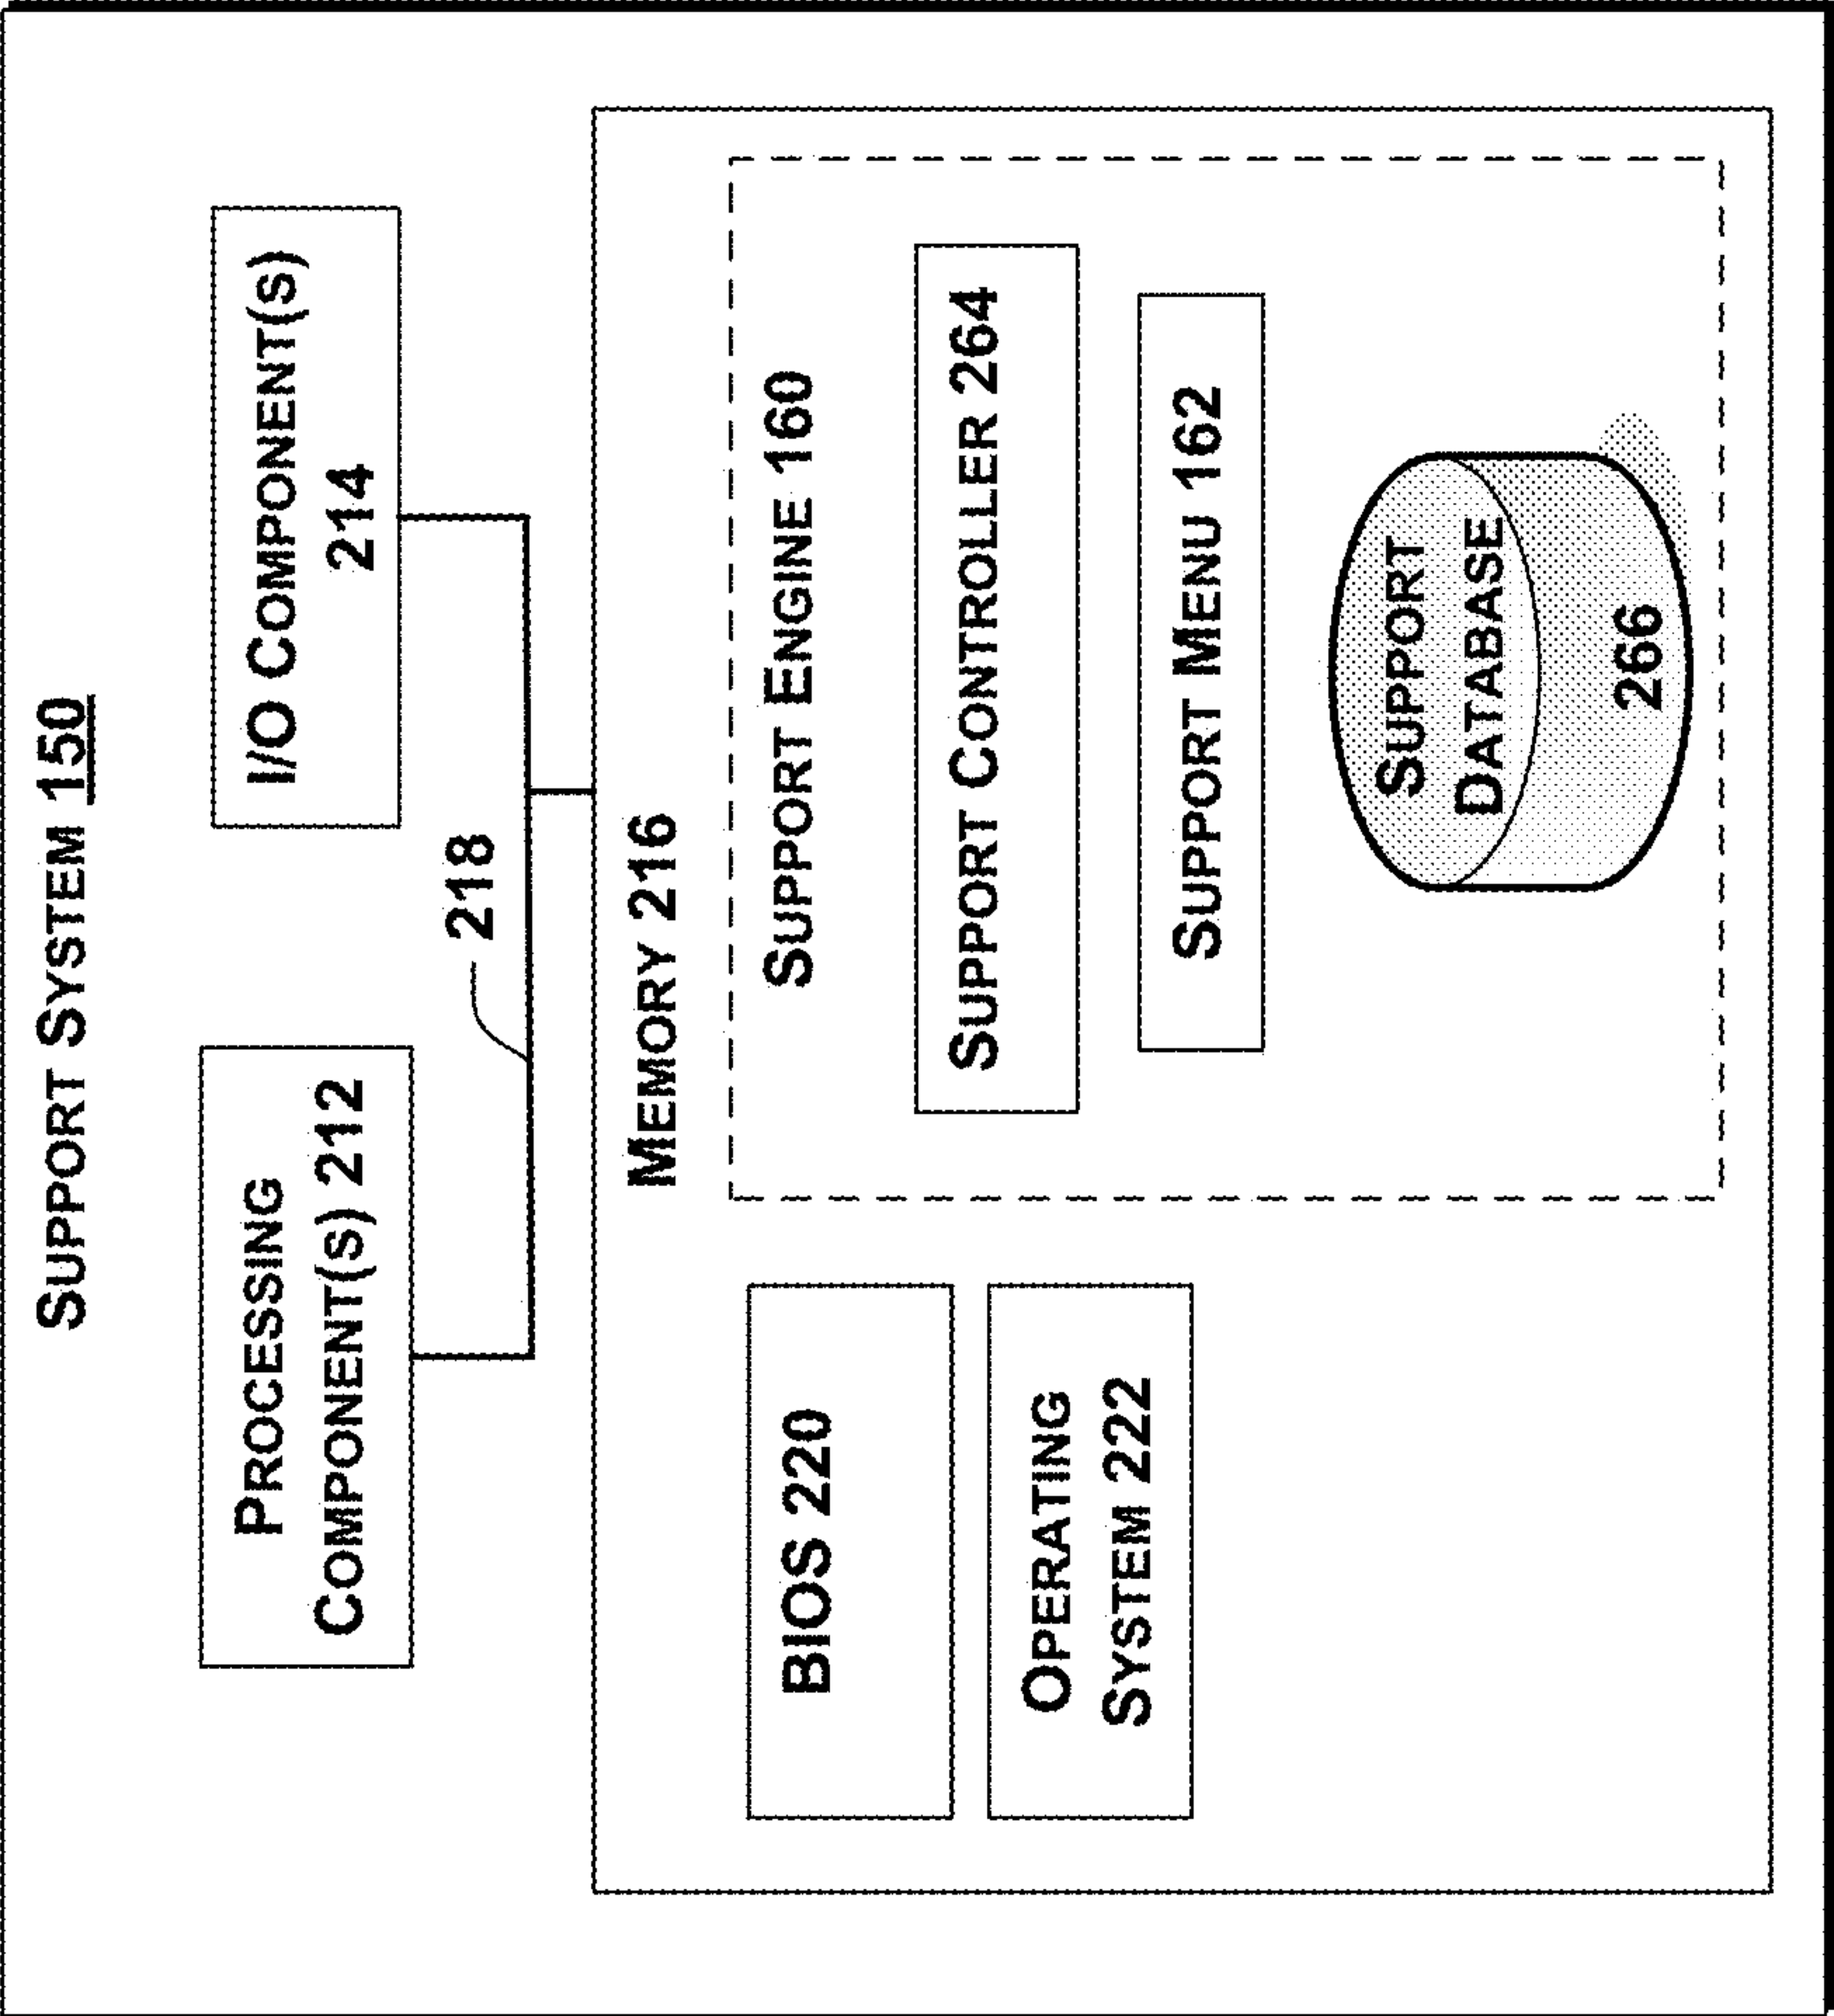 SUPPORT SYSTEM 150
PROCESSING
COMPONENT(S) 212
I/O COMPONENT(S)
214
218
MEMORY 216
BIOS 220
OPERATING
SYSTEM 222
SUPPORT ENGINE 160
SUPPORT CONTROLLER 264
SUPPORT MENU 162
SUPPORT
DATABASE
266